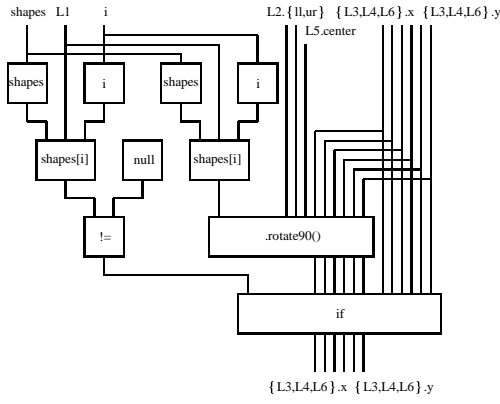 shapes L1 i L2.{ll,ur} {L3,L4,L6}.x {L3,L4,L6}.y
L5.center
shapes i shapes i
shapes[i] null shapes[i]
!= .rotate90()
if
{L3,L4,L6}.x {L3,L4,L6}.y